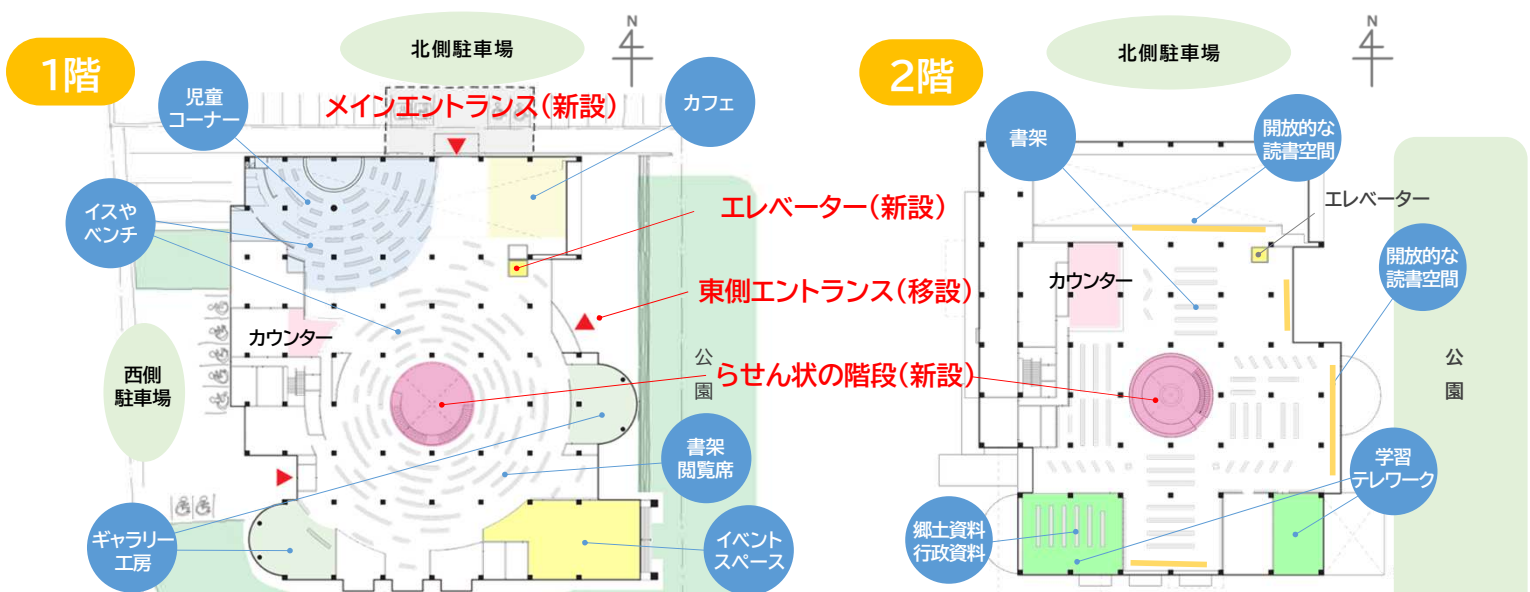 1階
北側駐車場
N
メインエントランス(新設)
児童
コーナー
カフェ
イスや
ベンチ
エレベーター(新設)
東側エントランス(移設)
カウンター
らせん状の階段(新設)
西側
駐車場
公
園
書架
閲覧席
ギャラリー
工房
イベント
スペース
2階
北側駐車場
N
書架
開放的な
読書空間
エレベーター
開放的な
読書空間
カウンター
公
園
学習
テレワーク
郷土資料
行政資料